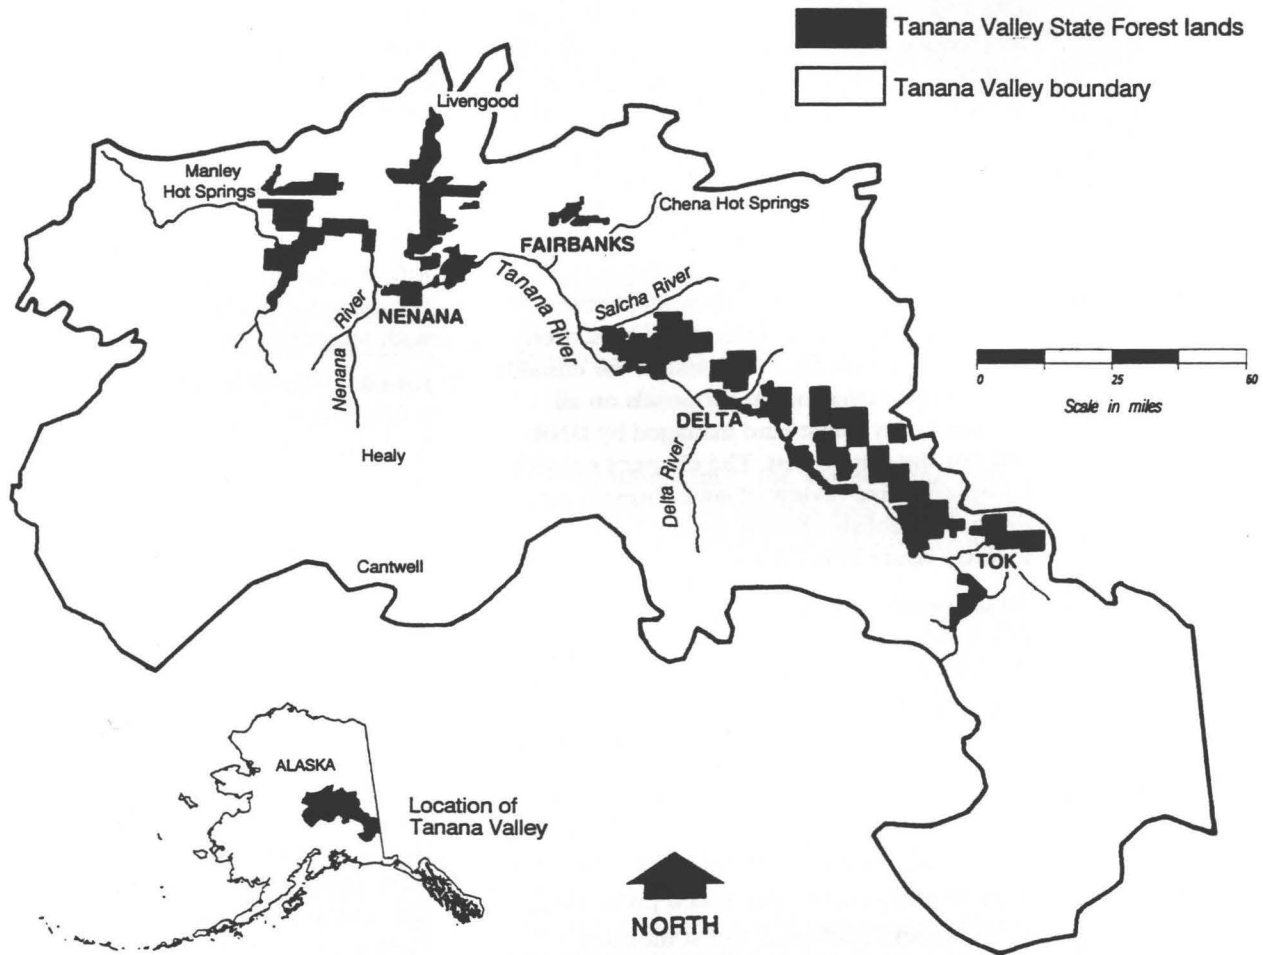 Tanana Valley State Forest lands
Tanana Valley boundary
Livengood
Manley
Hot Springs
Chena Hot Springs
FAIRBANKS
Tanana River
Salcha River
NENANA
River
Nenana
DELTA
Delta River
Healy
Cantwell
TOK
0 25 50
Scale in miles
ALASKA
Location of
Tanana Valley
NORTH